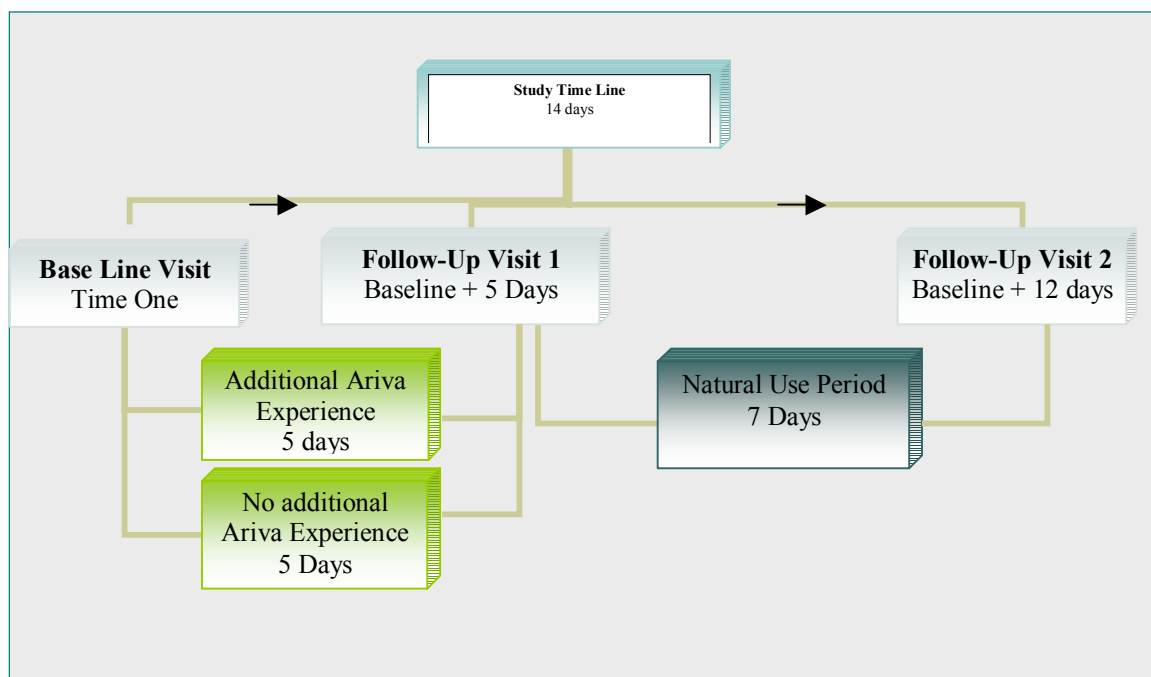 Study Time Line
14 days
Base Line Visit
Time One
Follow-Up Visit 1
Baseline + 5 Days
Follow-Up Visit 2
Baseline + 12 days
Additional Ariva
Experience
5 days
No additional
Ariva Experience
5 Days
Natural Use Period
7 Days